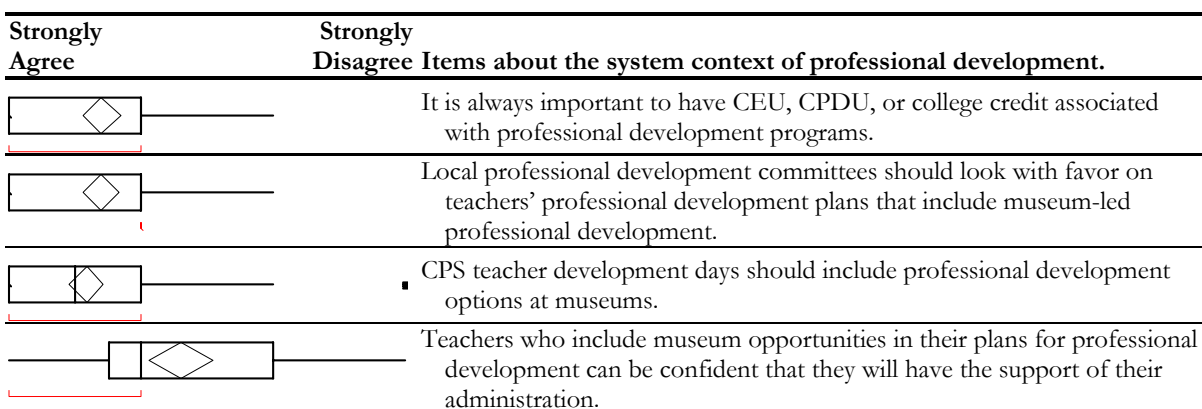 Strongly Strongly
Agree Disagree Items about the system context of professional development.
It is always important to have CEU, CPDU, or college credit associated
with professional development programs.
Local professional development committees should look with favor on
teachers’ professional development plans that include museum-led
professional development.
CPS teacher development days should include professional development
options at museums.
Teachers who include museum opportunities in their plans for professional
development can be confident that they will have the support of their
administration.